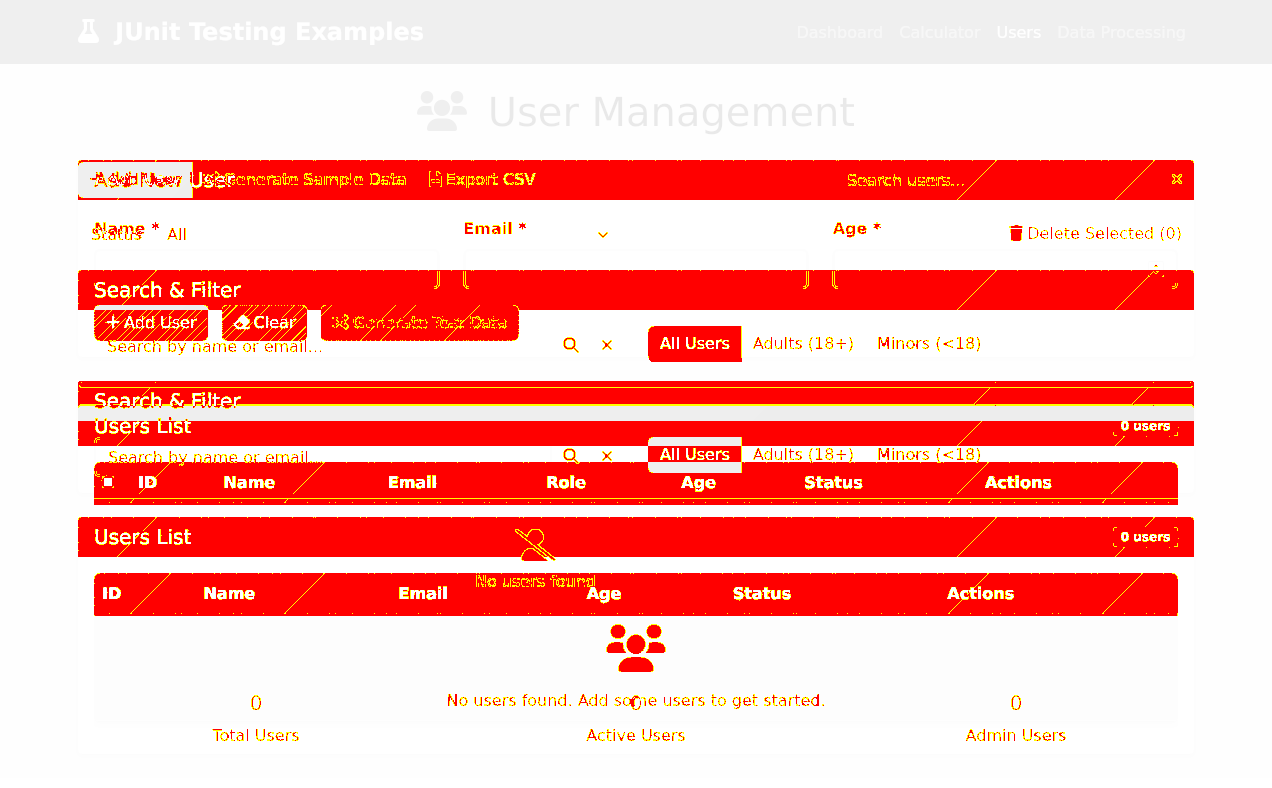 JUnit Testing Examples
Dashboard Calculator Users Data Processing
User Management
Add New User
Add User Generate Sample Data Export CSV Search users...
Name * Email * Age *
Status All Delete Selected (0)
Search & Filter
Add User Clear Generate Test Data
Search by name or email... All Users Adults (18+) Minors (<18)
Search & Filter
Users List 0 users
Search by name or email... All Users Adults (18+) Minors (<18)
ID Name Email Role Age Status Actions
Users List 0 users
No users found
ID Name Email Age Status Actions
No users found. Add some users to get started.
0 0 0
Total Users Active Users Admin Users